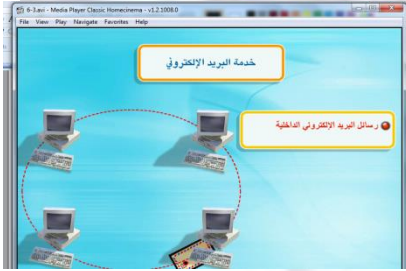 6-3.avi - Media Player Classic Homecinema - v1.2.1008.0
File View Play Navigate Favorites Help
خدمة البريد الإلكتروني
رسائل البريد الإلكتروني الداخلية